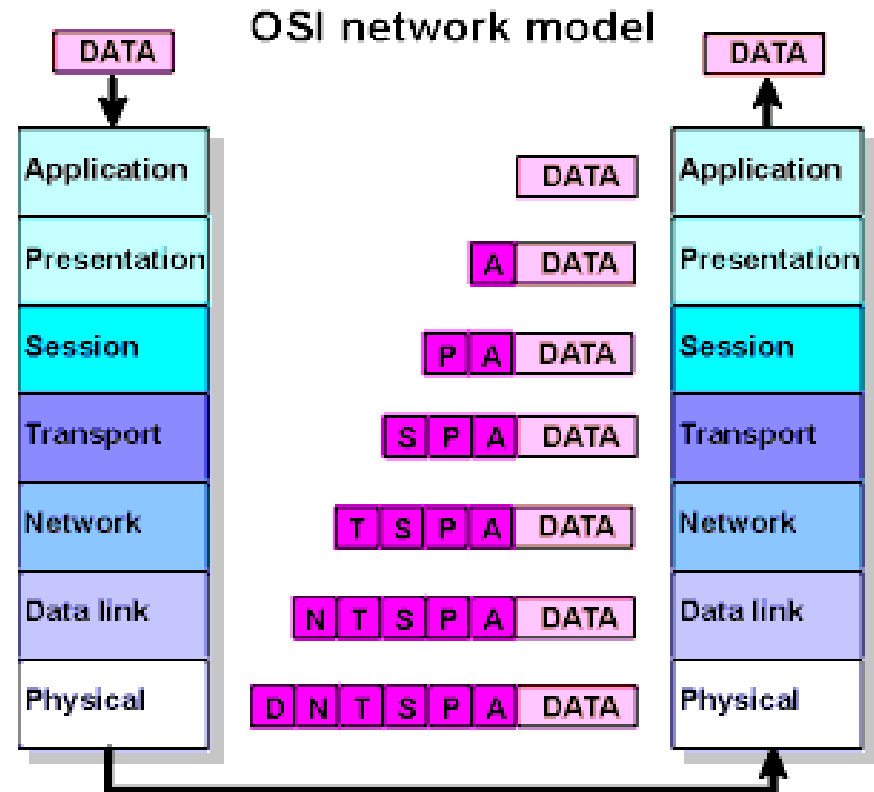 OSI network model
DATA DATA
Application DATA Application
Presentation A DATA Presentation
Session P A DATA Session
Transport S P A DATA Transport
Network T S P A DATA Network
Data link N T S P A DATA Data link
Physical D N T S P A DATA Physical